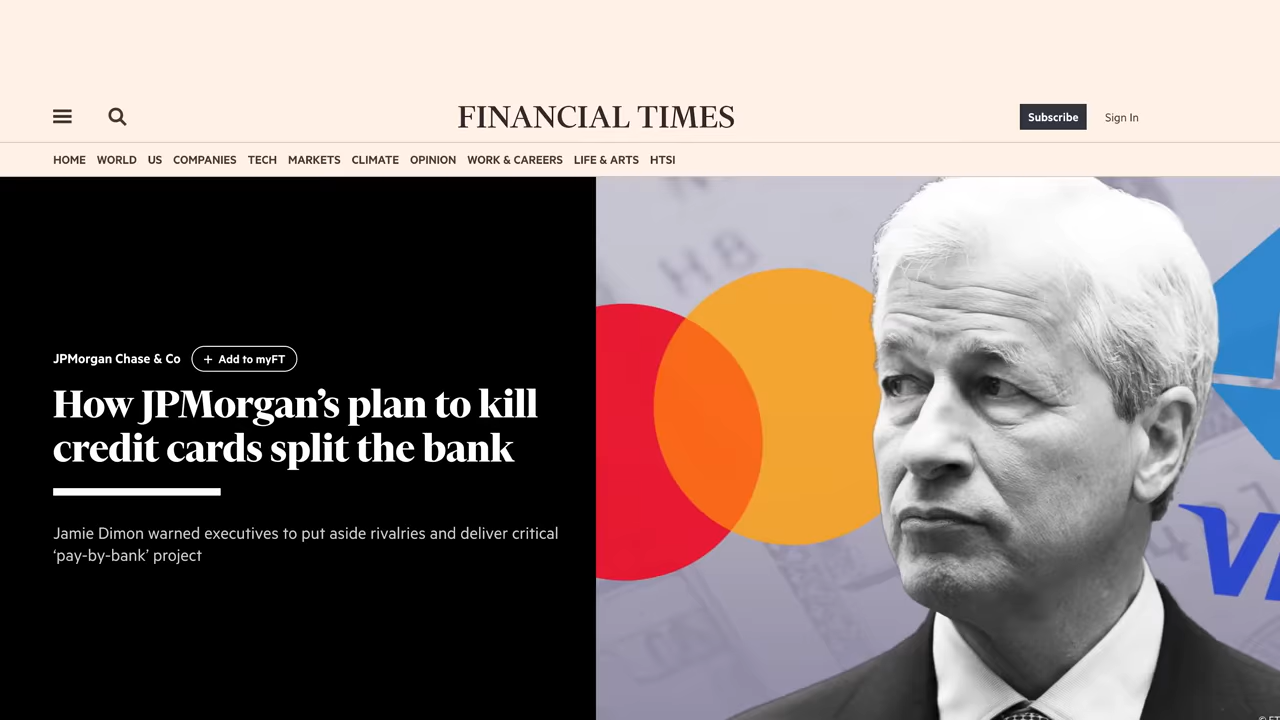 FINANCIAL TIMES
Subscribe
Sign In
HOME WORLD US COMPANIES TECH MARKETS CLIMATE OPINION WORK & CAREERS LIFE & ARTS HTSI
JPMorgan Chase & Co
+ Add to myFT
How JPMorgan’s plan to kill
credit cards split the bank
Jamie Dimon warned executives to put aside rivalries and deliver critical
‘pay-by-bank’ project